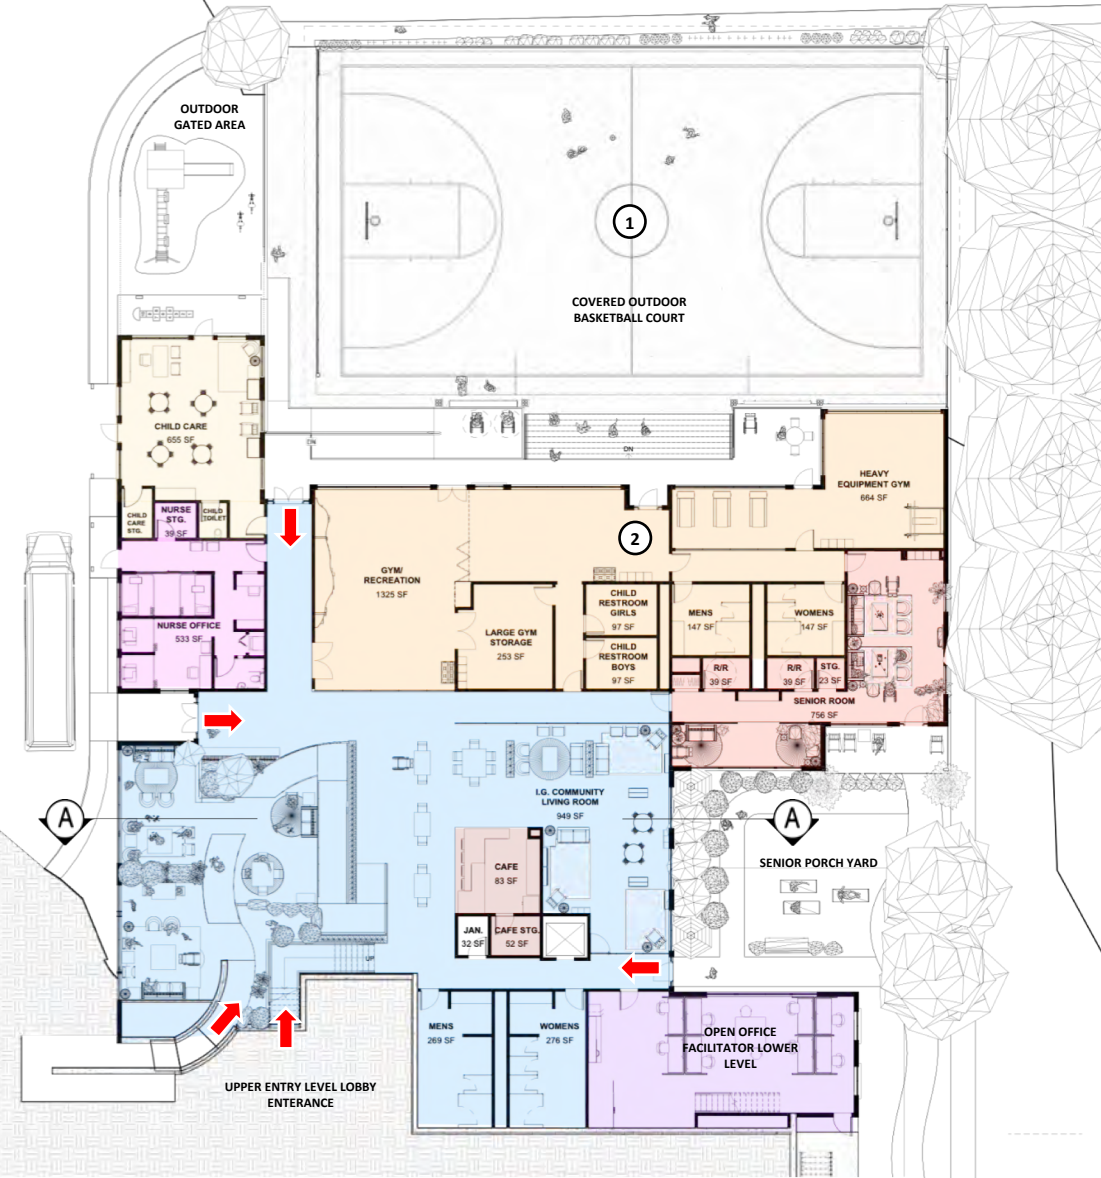 OUTDOOR
GATED AREA
1
COVERED OUTDOOR
BASKETBALL COURT
CHILD CARE
655 SF
DN
HEAVY
EQUIPMENT GYM
664 SF
CHILD
CARE
STG.
NURSE
STG.
39 SF
CHILD
TOILET
2
GYM/
RECREATION
1325 SF
NURSE OFFICE
533 SF
LARGE GYM
STORAGE
253 SF
CHILD
RESTROOM
GIRLS
97 SF
CHILD
RESTROOM
BOYS
97 SF
MENS
147 SF
WOMENS
147 SF
R/R
39 SF
R/R
39 SF
STG.
23 SF
SENIOR ROOM
756 SF
I.G. COMMUNITY
LIVING ROOM
949 SF
A
A
CAFE
83 SF
SENIOR PORCH YARD
JAN.
32 SF
CAFE STG.
52 SF
UP
MENS
269 SF
WOMENS
276 SF
OPEN OFFICE
FACILITATOR LOWER
LEVEL
UPPER ENTRY LEVEL LOBBY
ENTERANCE